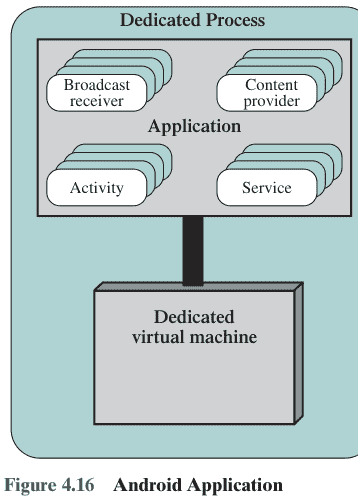 Dedicated Process
Broadcast
receiver
Content
provider
Application
Activity
Service
Dedicated
virtual machine
Figure 4.16 Android Application